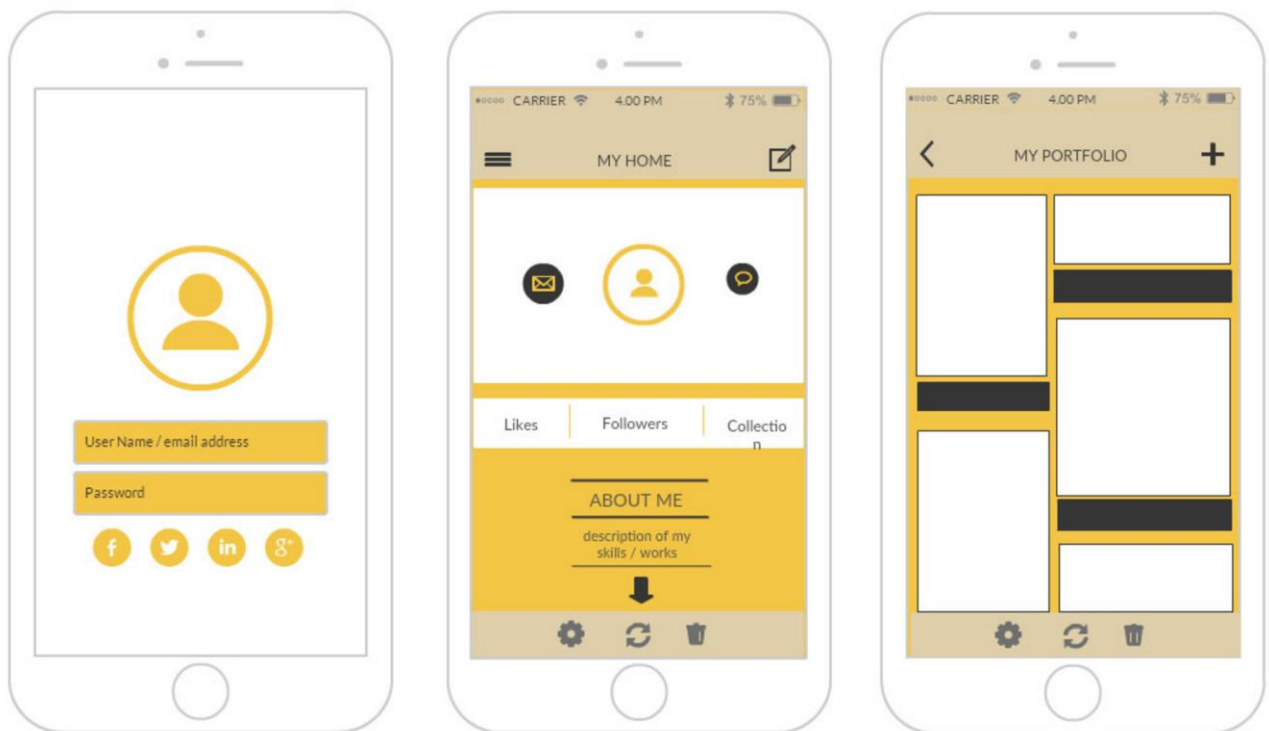 User Name / email address
Password
f in g+
CARRIER 4.00 PM 75%
MY HOME
Likes Followers Collectio
n
ABOUT ME
description of my
skills / works
CARRIER 4.00 PM 75%
MY PORTFOLIO